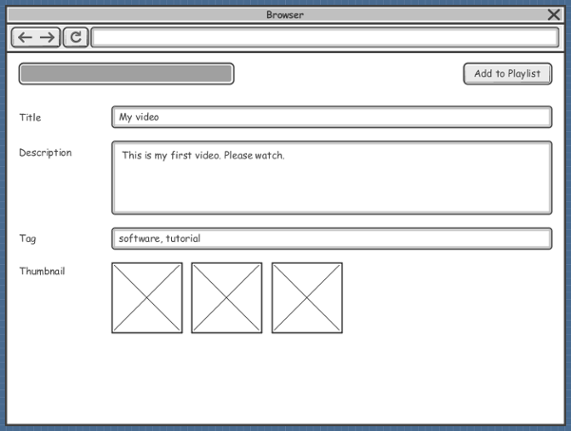 Browser
Add to Playlist
Title
My video
Description
This is my first video. Please watch.
Tag
software, tutorial
Thumbnail